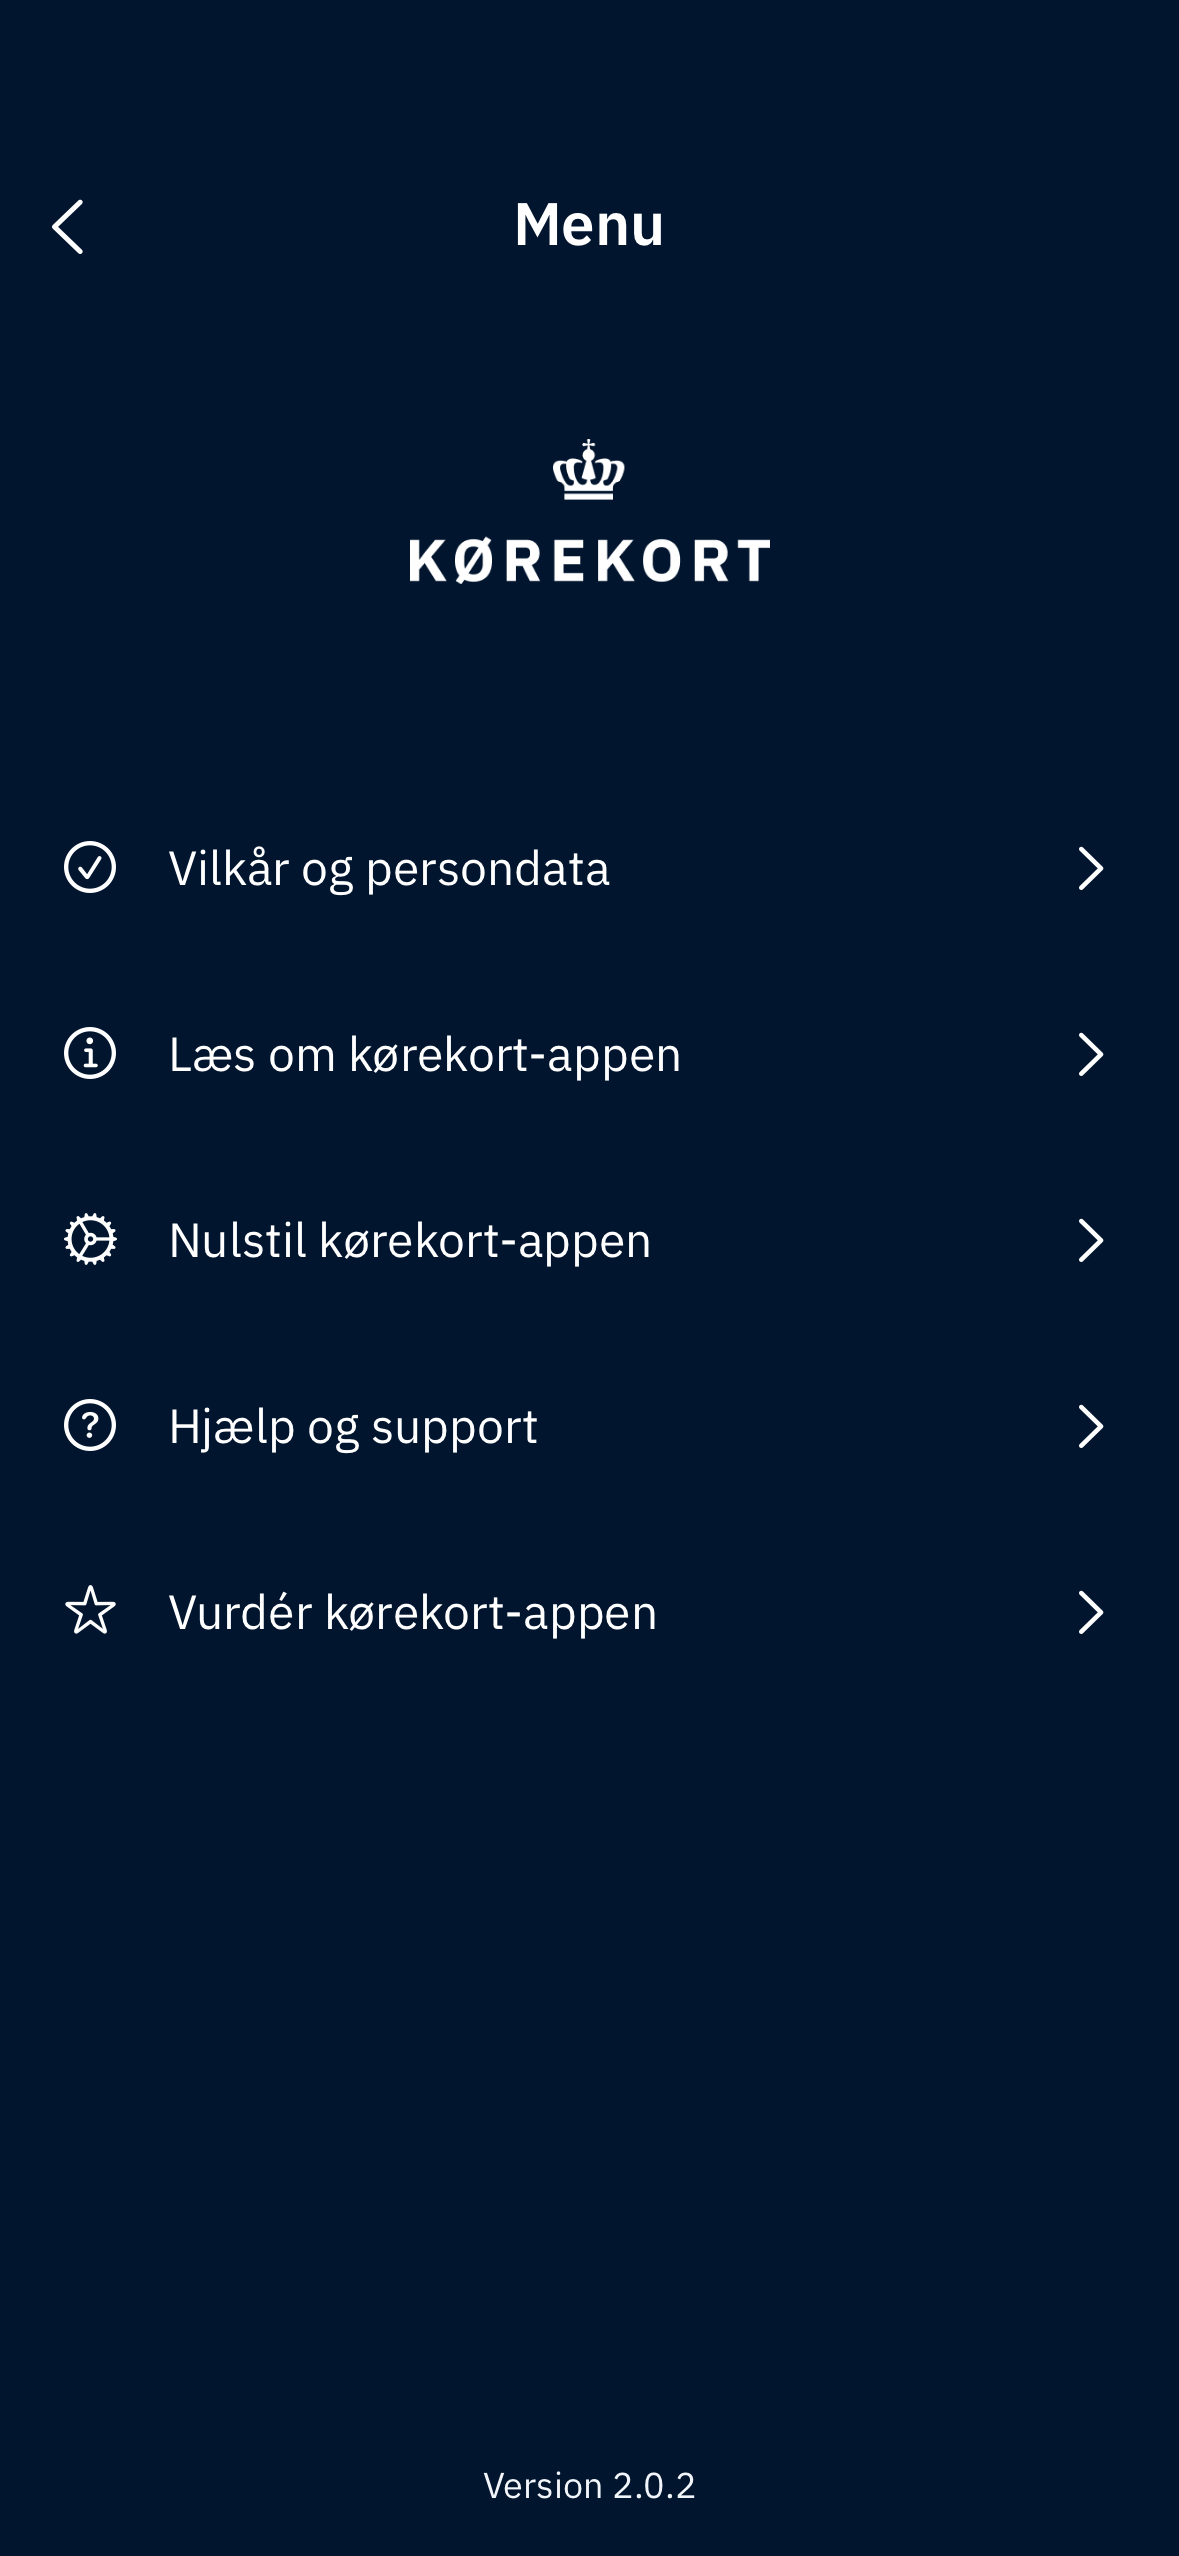 Menu
KØREKORT
Vilkår og persondata
Læs om kørekort-appen
Nulstil kørekort-appen
Hjælp og support
Vurdér kørekort-appen
Version 2.0.2